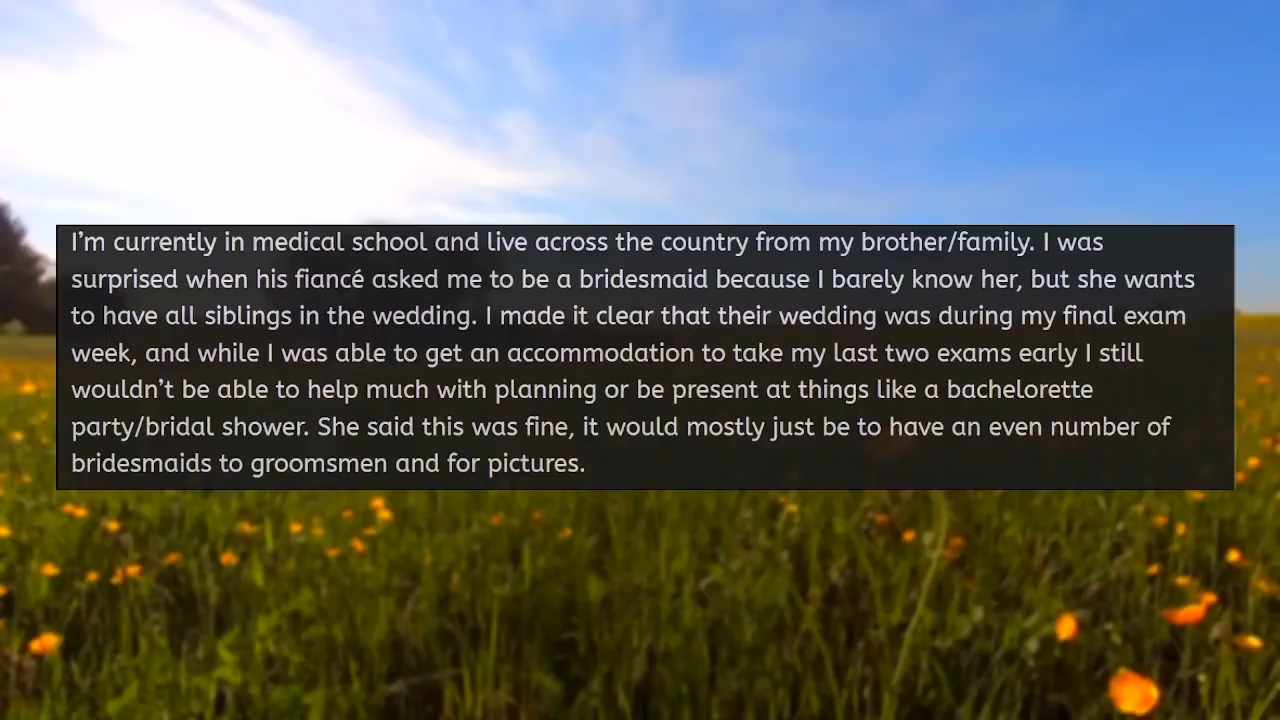 I’m currently in medical school and live across the country from my brother/family. I was
surprised when his fiancé asked me to be a bridesmaid because I barely know her, but she wants
to have all siblings in the wedding. I made it clear that their wedding was during my final exam
week, and while I was able to get an accommodation to take my last two exams early I still
wouldn’t be able to help much with planning or be present at things like a bachelorette
party/bridal shower. She said this was fine, it would mostly just be to have an even number of
bridesmaids to groomsmen and for pictures.